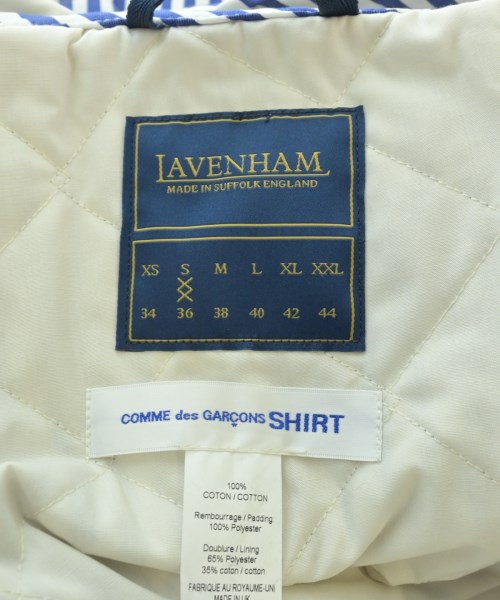 LAVENHAM
MADE IN SUFFOLK ENGLAND
XS S M L XL XXL
34 36 38 40 42 44
COMME des GARÇONS SHIRT
100%
COTTON / COTTON
Rembourrage / Padding
100% Polyester
Doublure / Lining
65% Polyester
35% coton / cotton
FABRIQUE AU ROYAUME-UNI
MADE IN UK